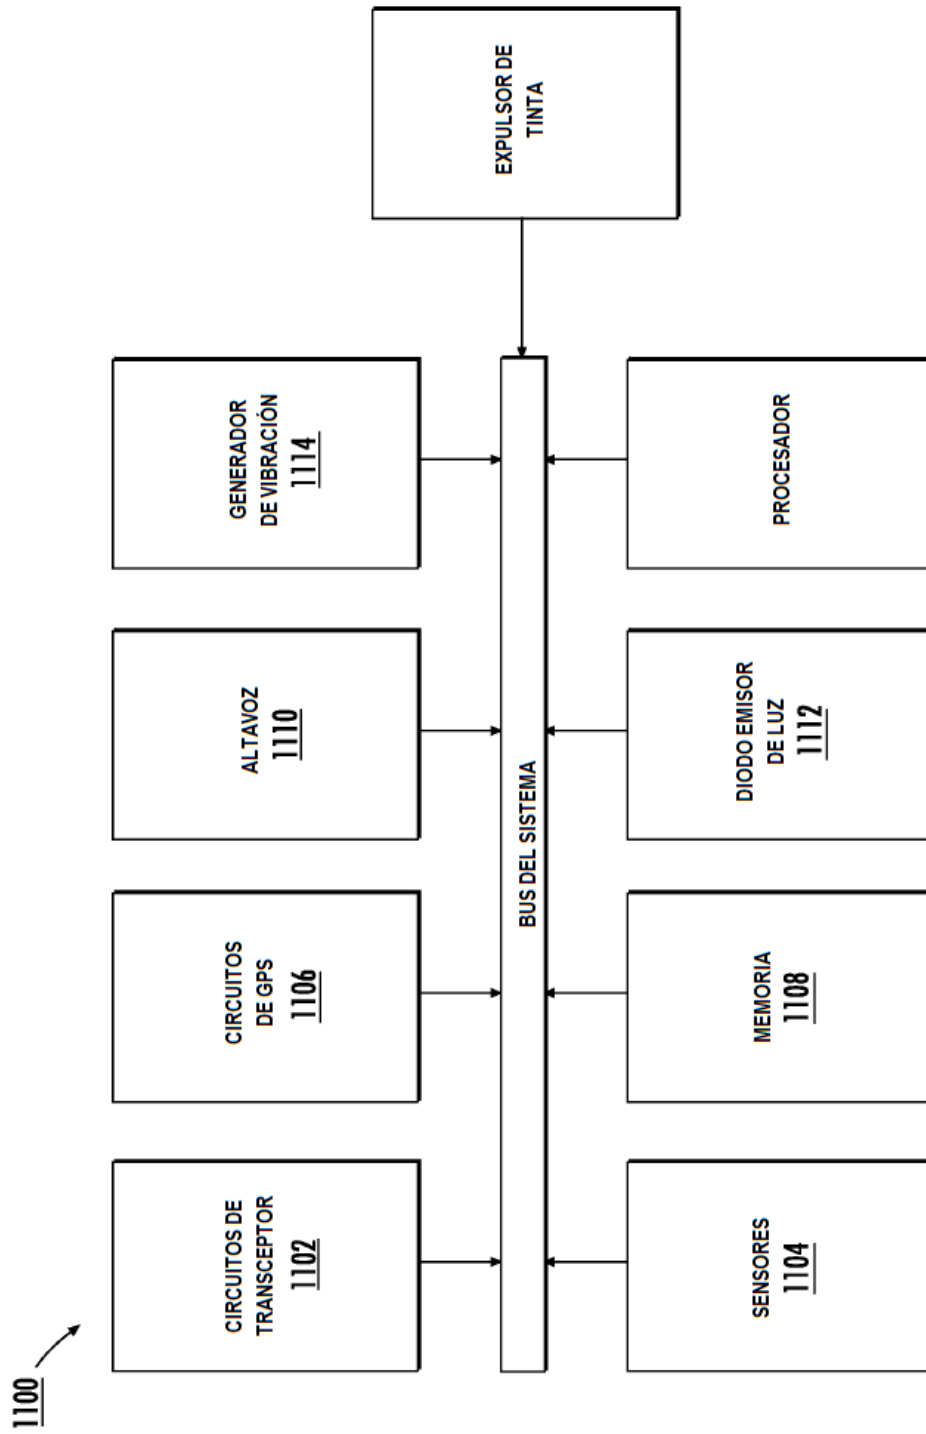 1100
CIRCUITOS DE
TRANSCEPTOR
1102
CIRCUITOS
DE GPS
1106
ALTAVOZ
1110
GENERADOR
DE VIBRACIÓN
1114
BUS DEL SISTEMA
EXPULSOR DE
TINTA
SENSORES
1104
MEMORIA
1108
DIODO EMISOR
DE LUZ
1112
PROCESADOR